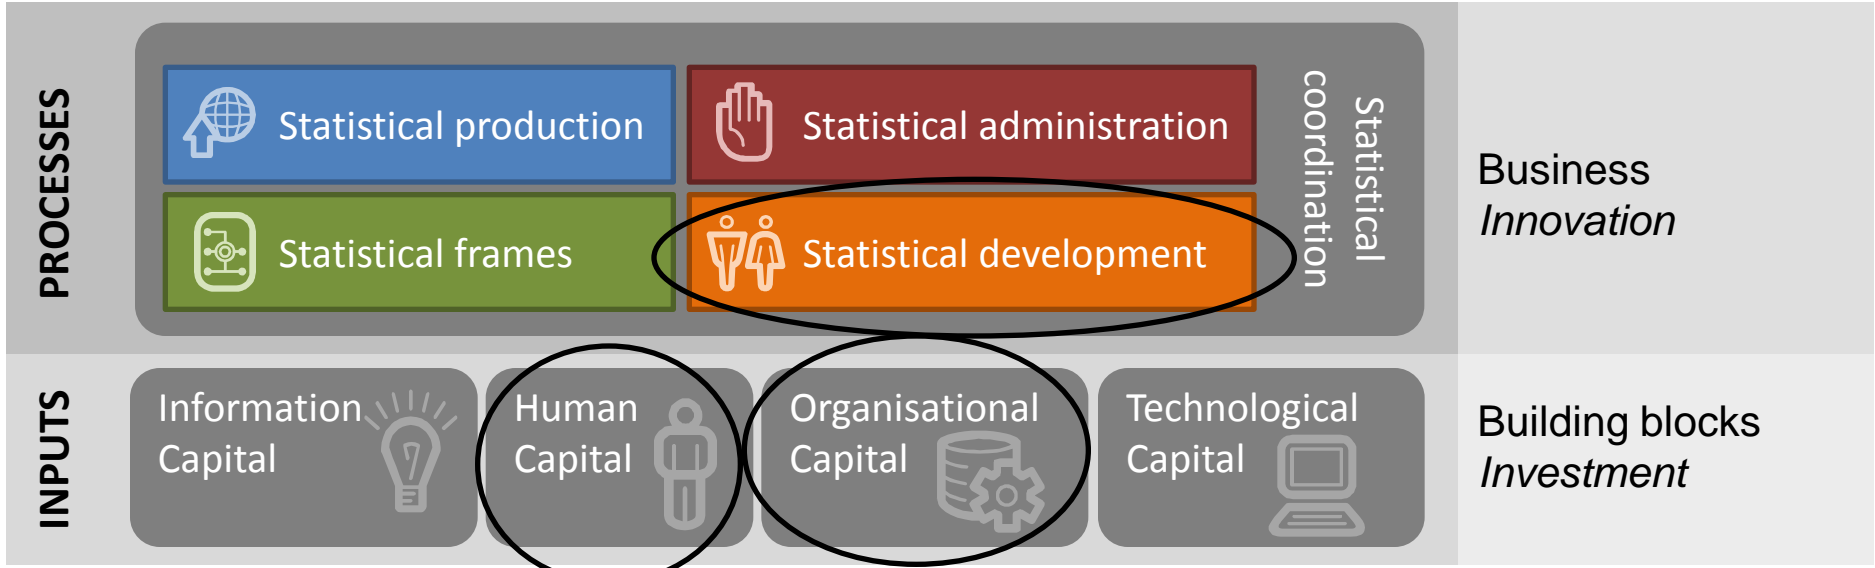 PROCESSES
Statistical production
Statistical administration
Statistical frames
Statistical development
Statistical
coordination
Business
Innovation
INPUTS
Information
Capital
Human
Capital
Organisational
Capital
Technological
Capital
Building blocks
Investment